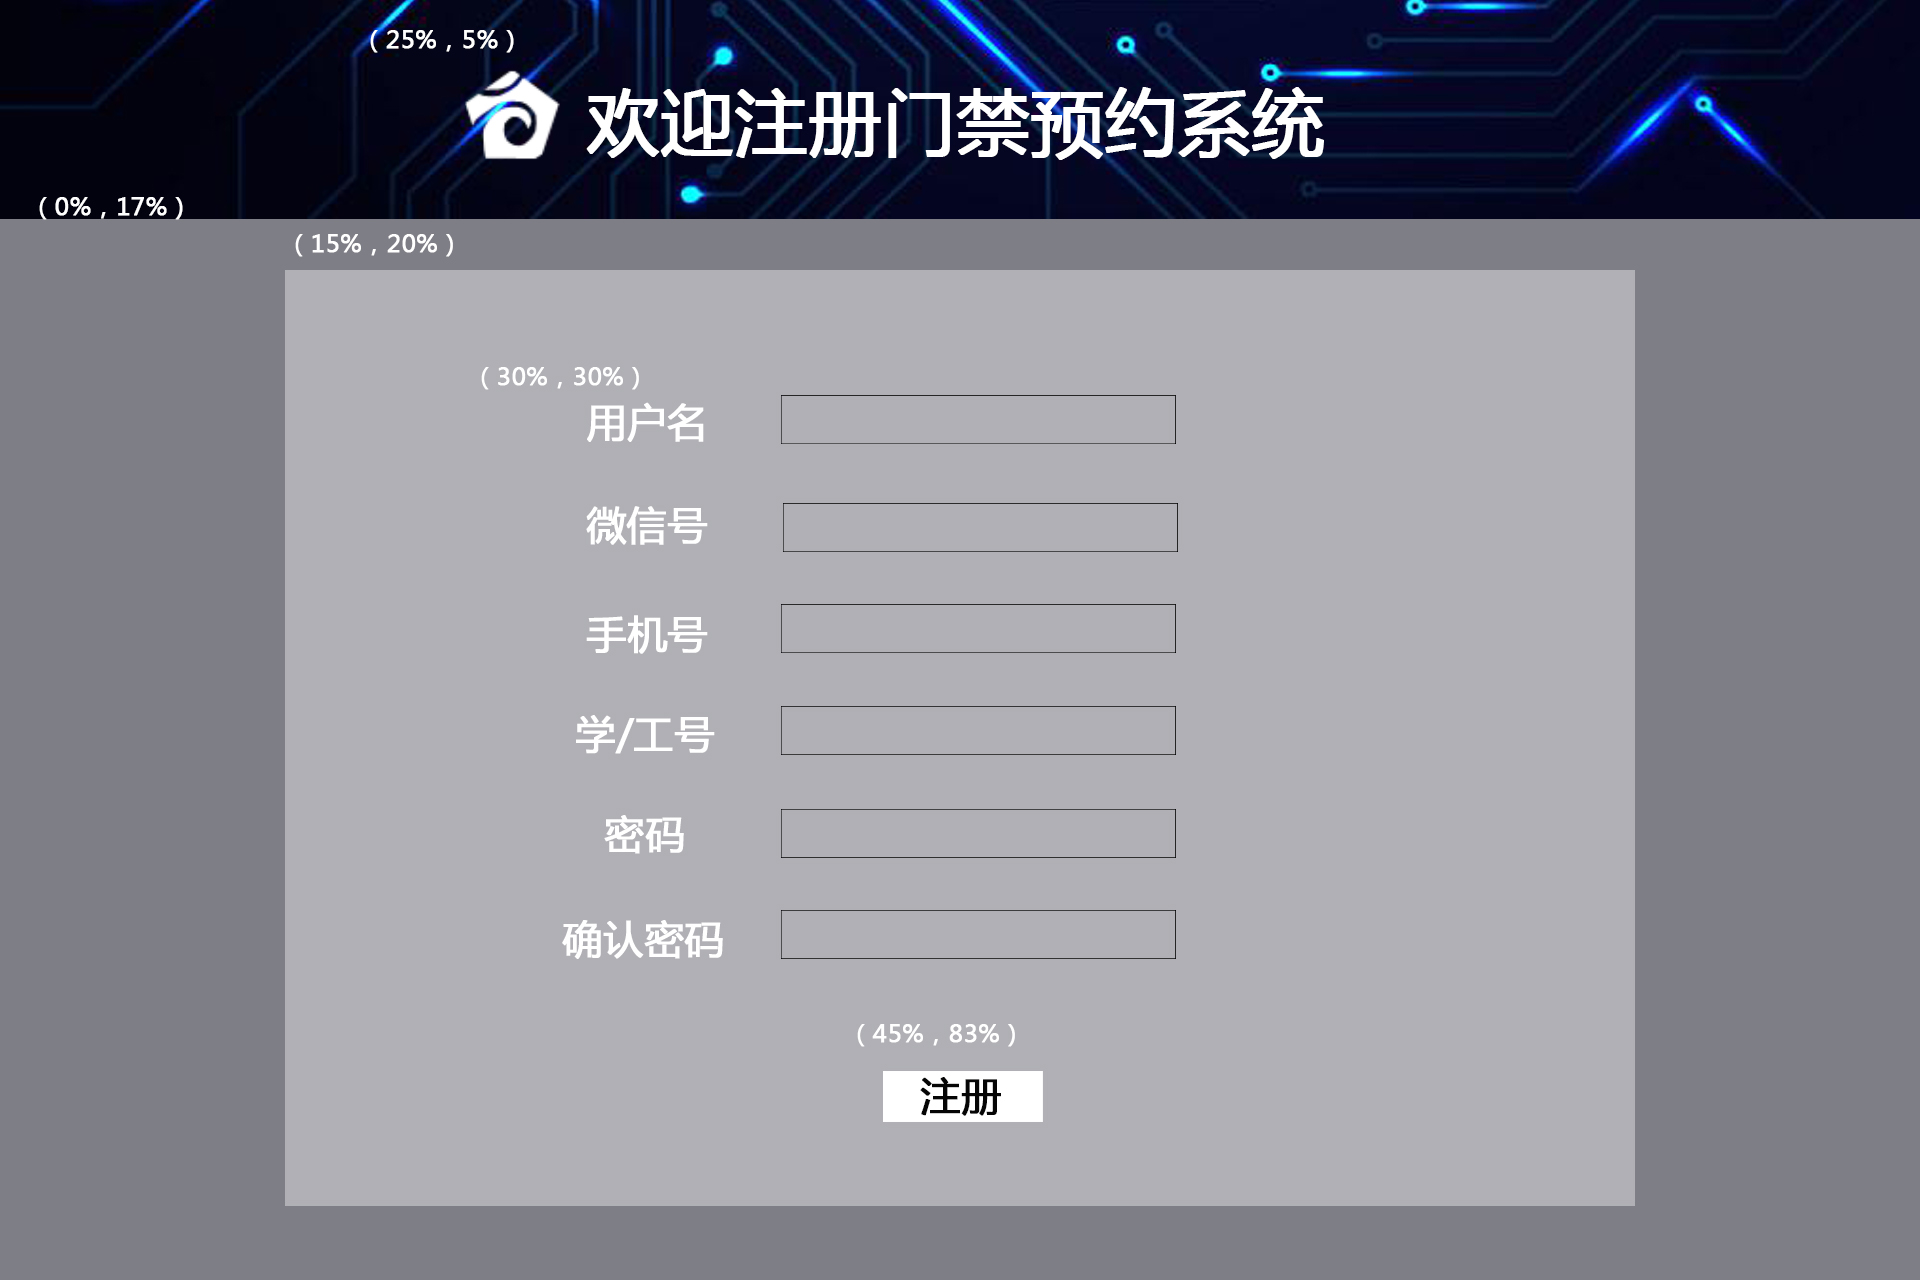 （25%，5%）
欢迎注册门禁预约系统
（0%，17%）
（15%，20%）
（30%，30%）
用户名
微信号
手机号
学/工号
密码
确认密码
（45%，83%）
注册